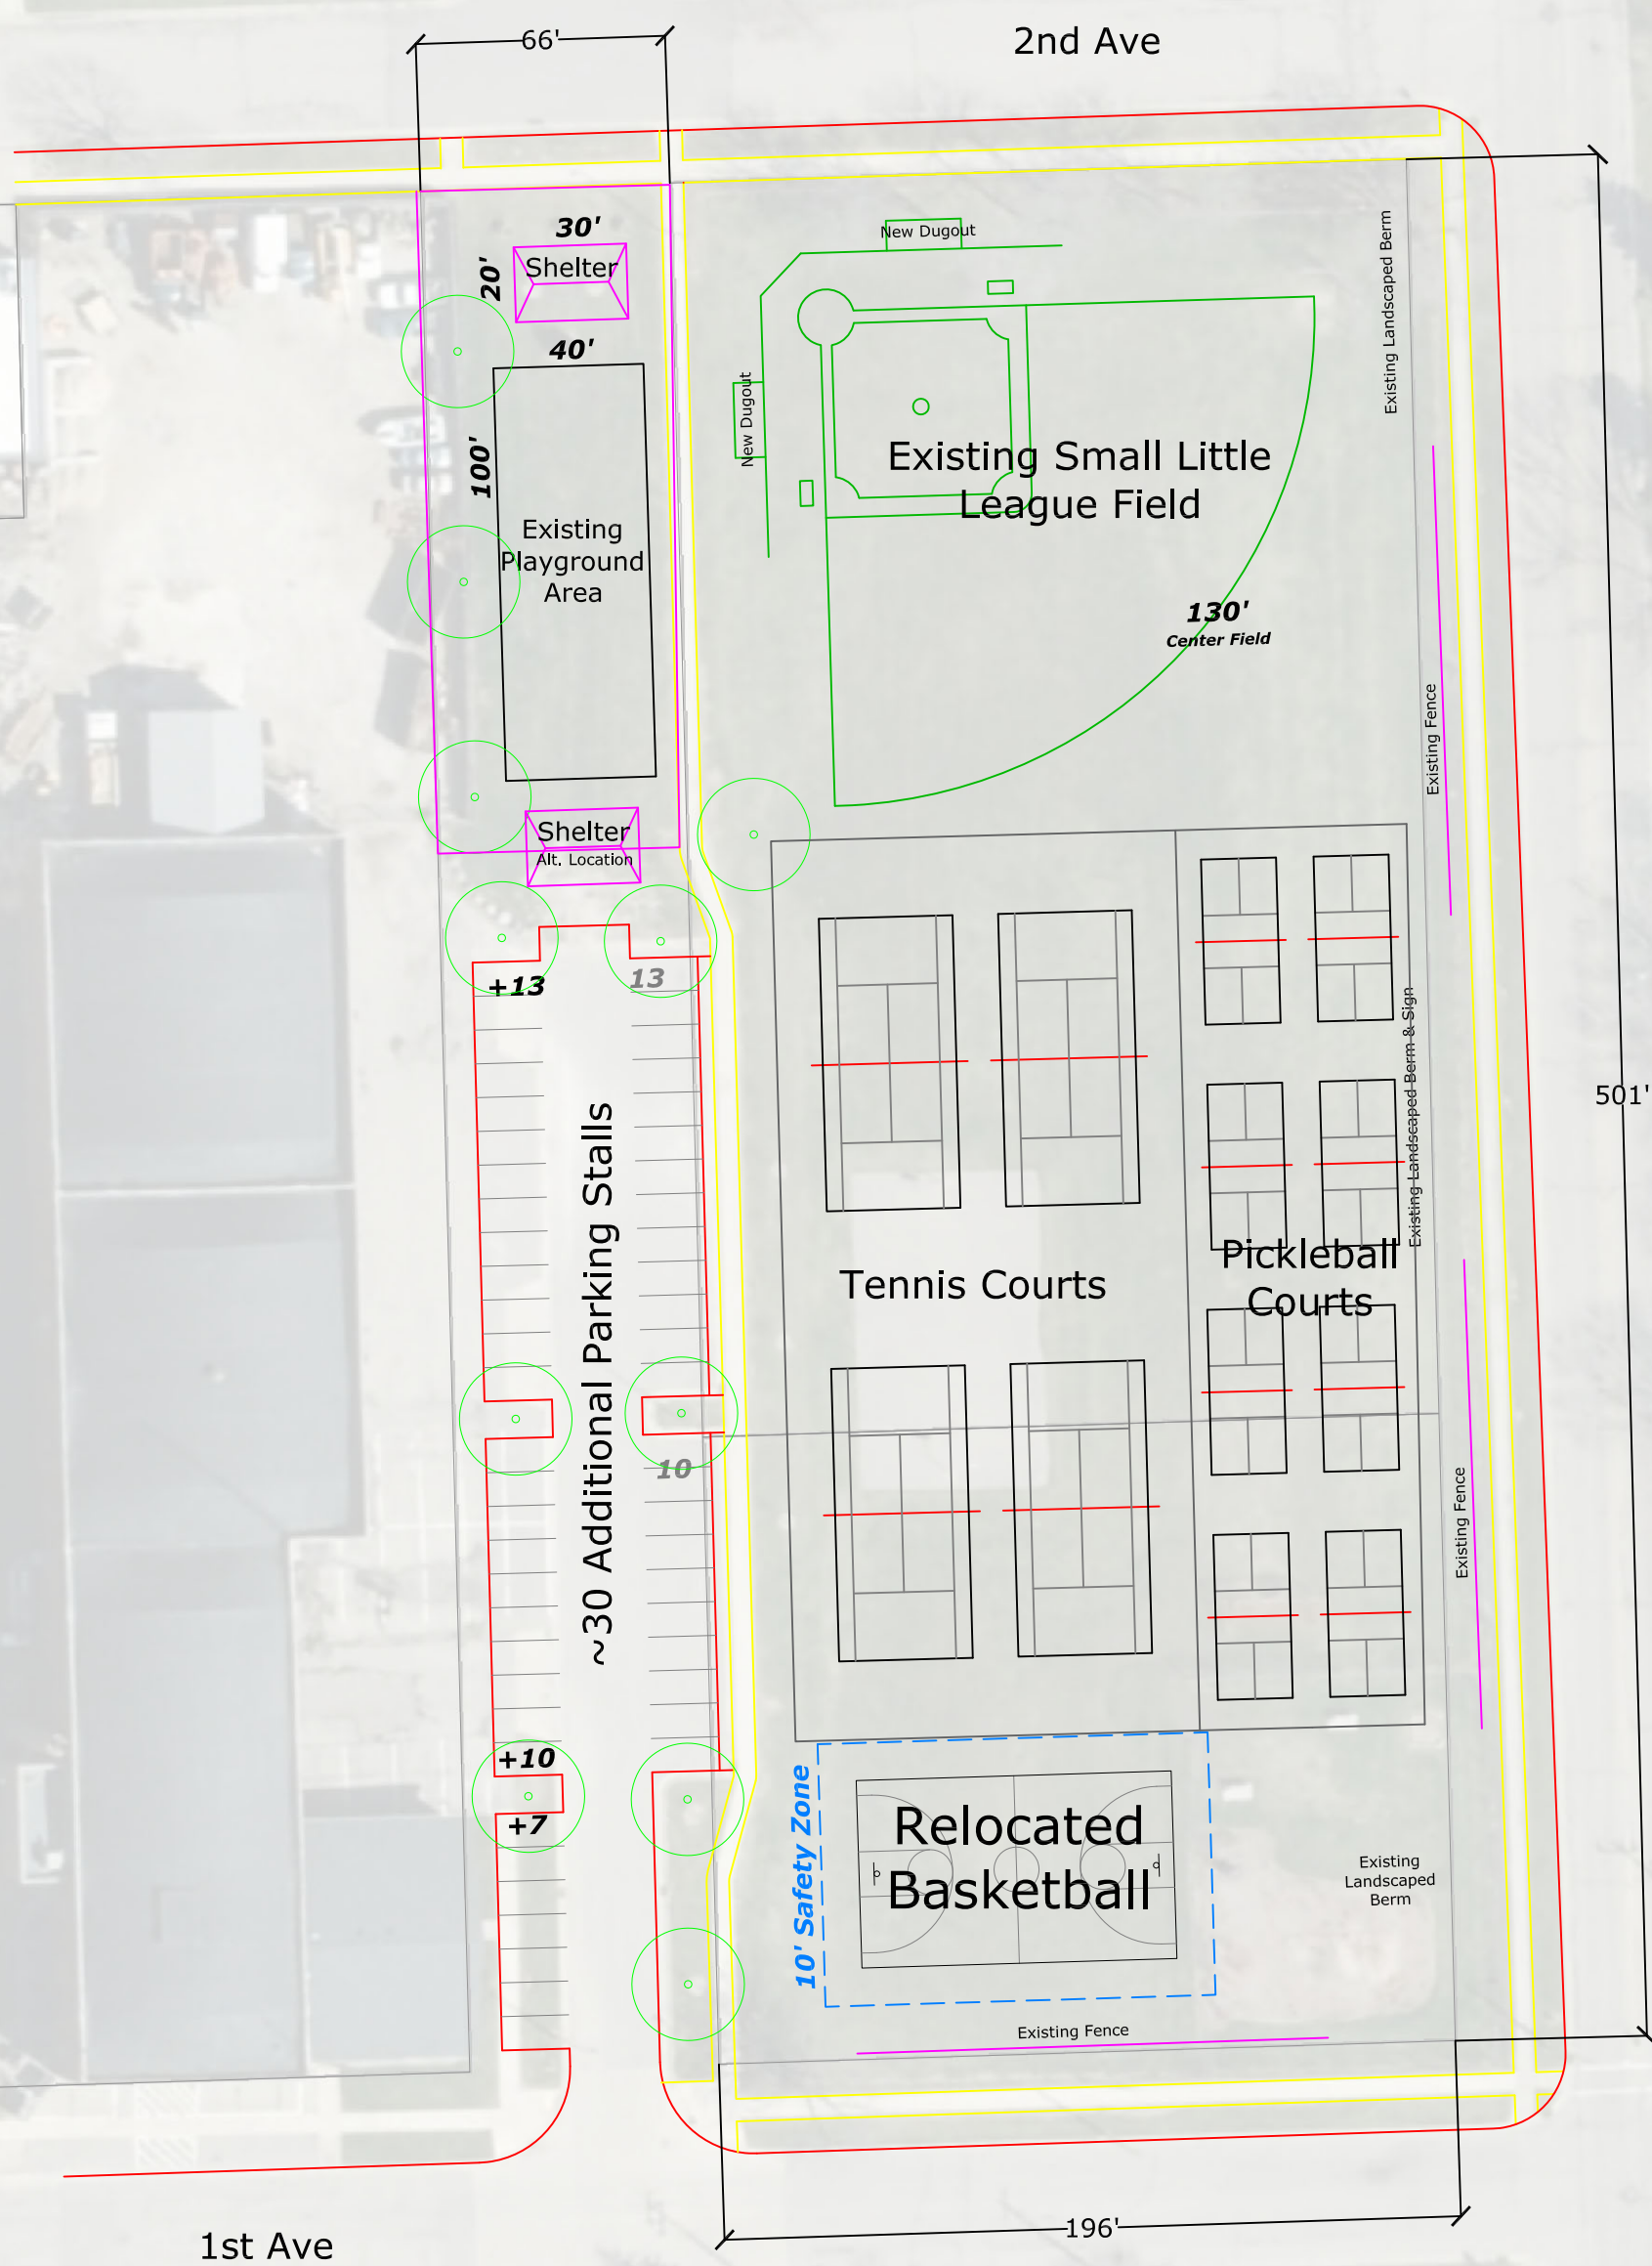 66'
2nd Ave
30'
20'
Shelter
New Dugout
Existing Landscaped Berm
40'
New Dugout
100'
Existing Small Little
League Field
Existing
Playground
Area
130'
Center Field
Existing Fence
Shelter
Alt. Location
+13
13
501'
Existing Landscaped Berm & Sign
~30 Additional Parking Stalls
Tennis Courts
Pickleball
Courts
10
Existing Fence
+10
+7
10' Safety Zone
Relocated
Basketball
Existing
Landscaped
Berm
Existing Fence
196'
1st Ave